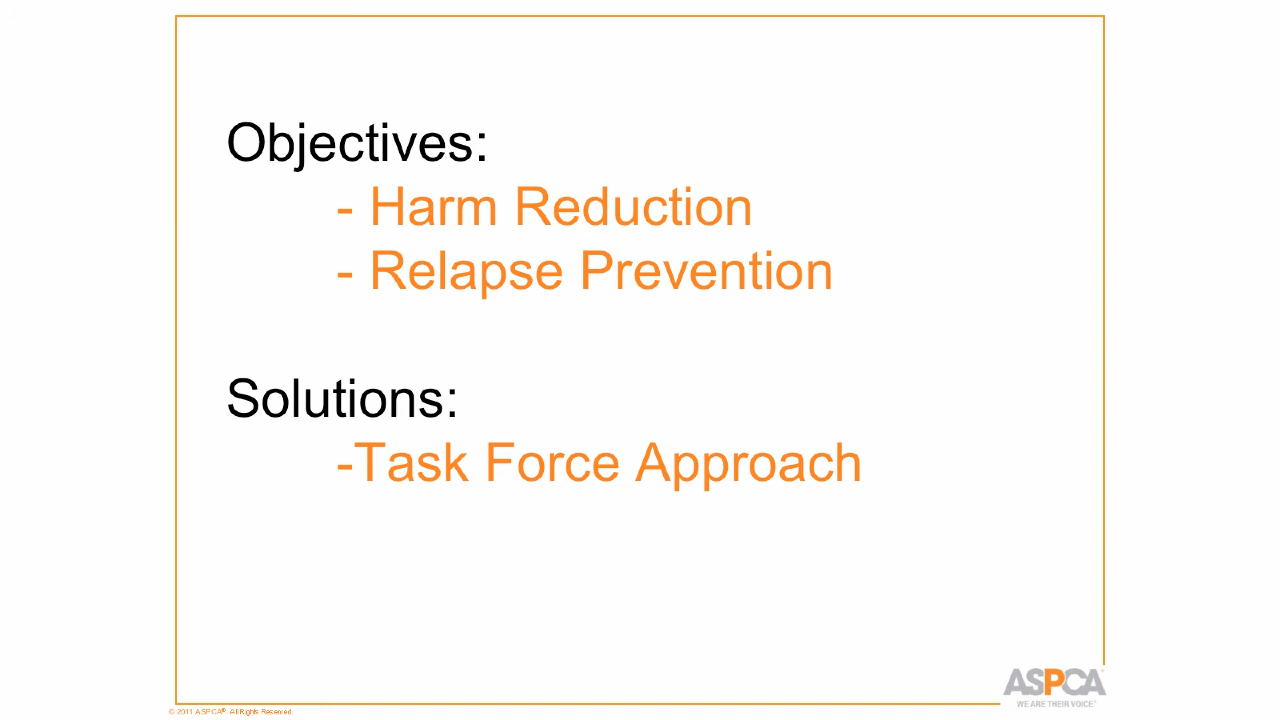 Objectives:
- Harm Reduction
- Relapse Prevention
Solutions:
-Task Force Approach
ASPCA
WE ARE THEIR VOICE
© 2011 ASPCA®. All Rights Reserved.